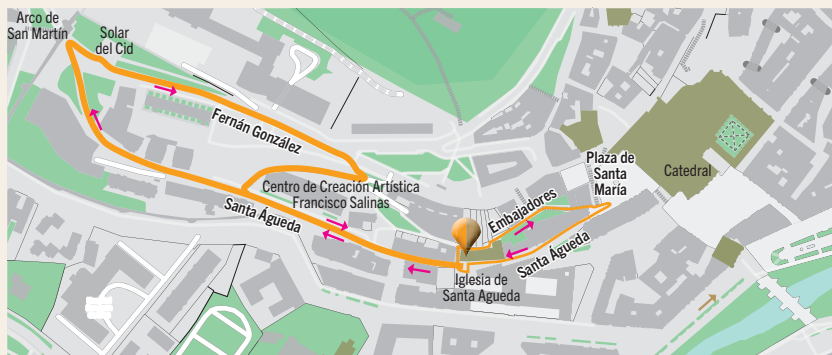 Arco de
San Martín
Solar
del Cid
Fernán González
Centro de Creación Artística
Francisco Salinas
Santa Águeda
Embajadores
Plaza de
Santa
María
Catedral
Santa Águeda
Iglesia de
Santa Agueda